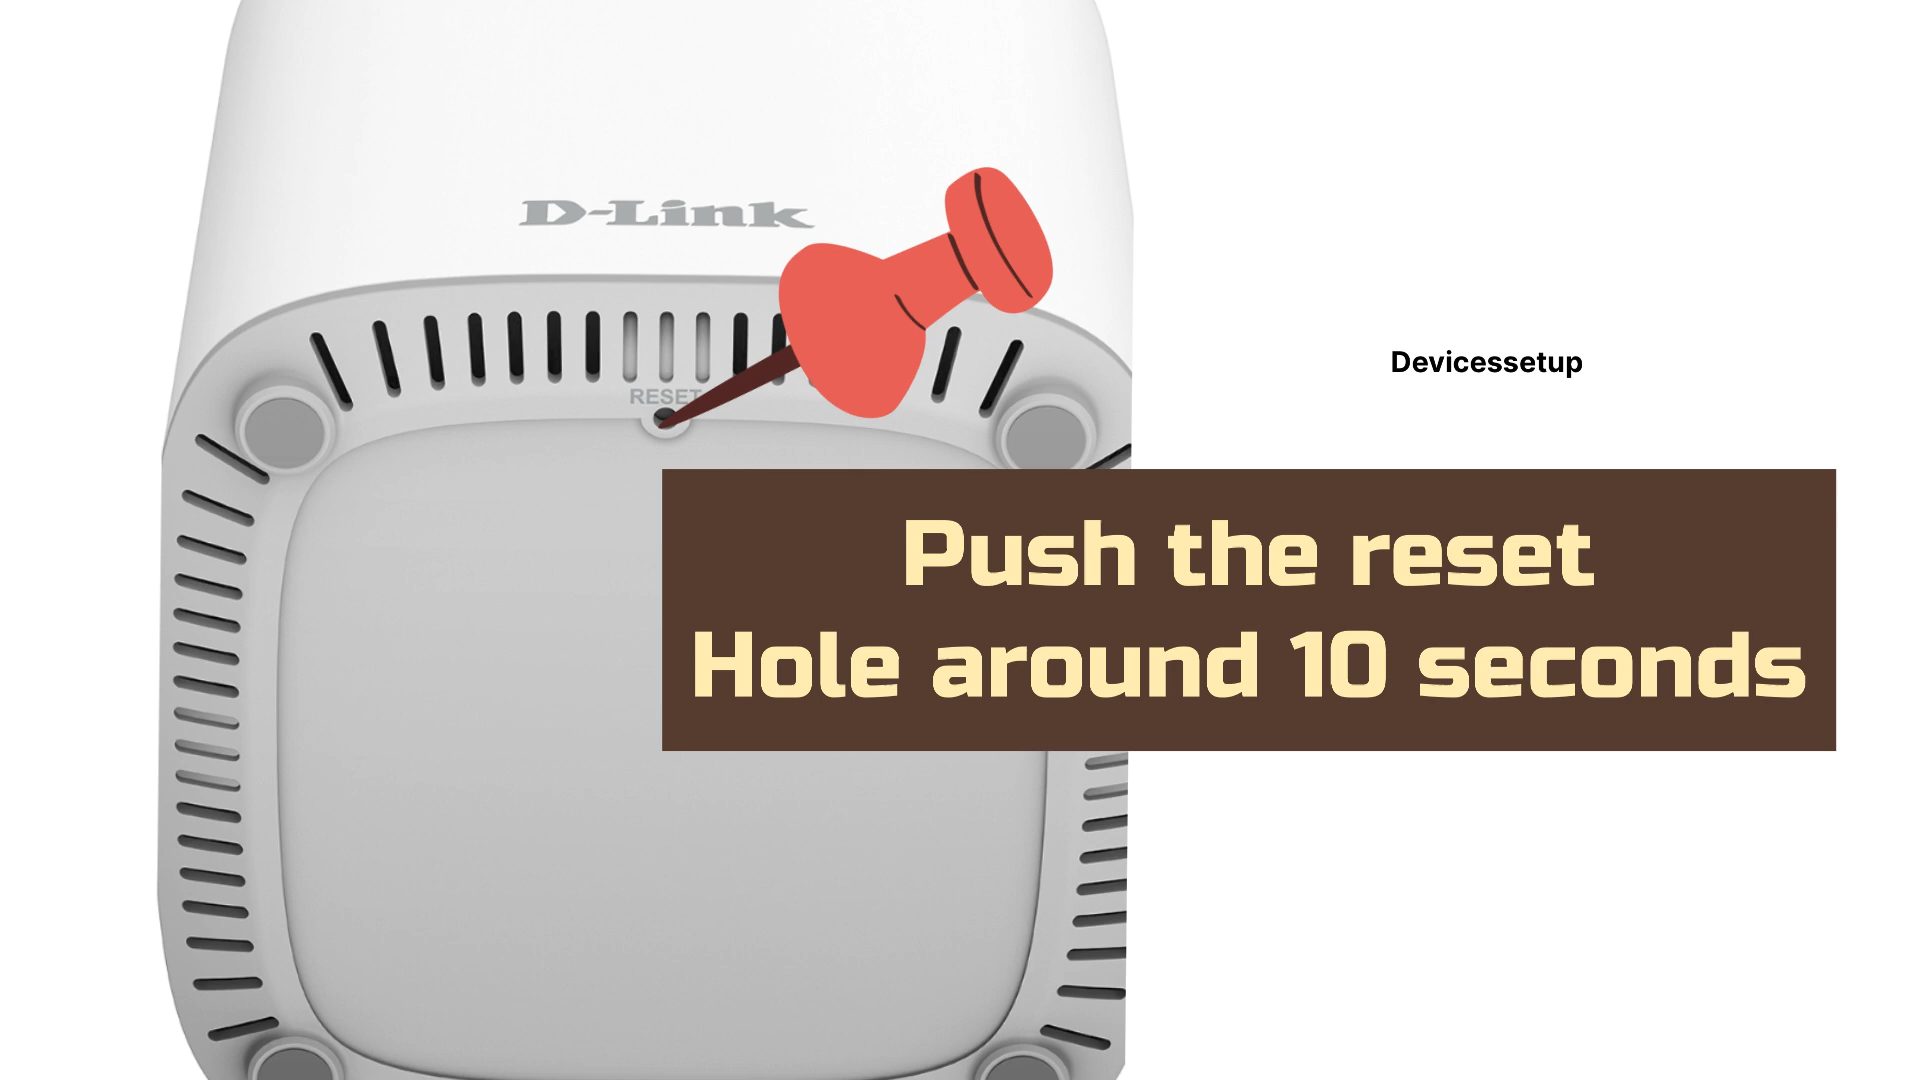 D-Link
RESET
Devicessetup
Push the reset
Hole around 10 seconds